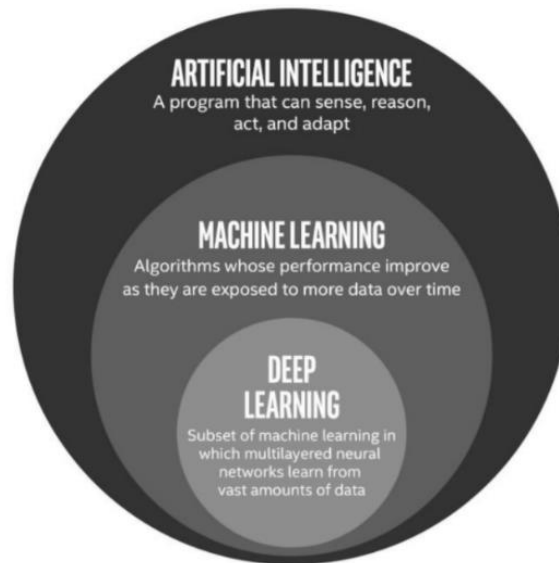 ARTIFICIAL INTELLIGENCE
A program that can sense, reason,
act, and adapt
MACHINE LEARNING
Algorithms whose performance improve
as they are exposed to more data over time
DEEP
LEARNING
Subset of machine learning in
which multilayered neural
networks learn from
vast amounts of data